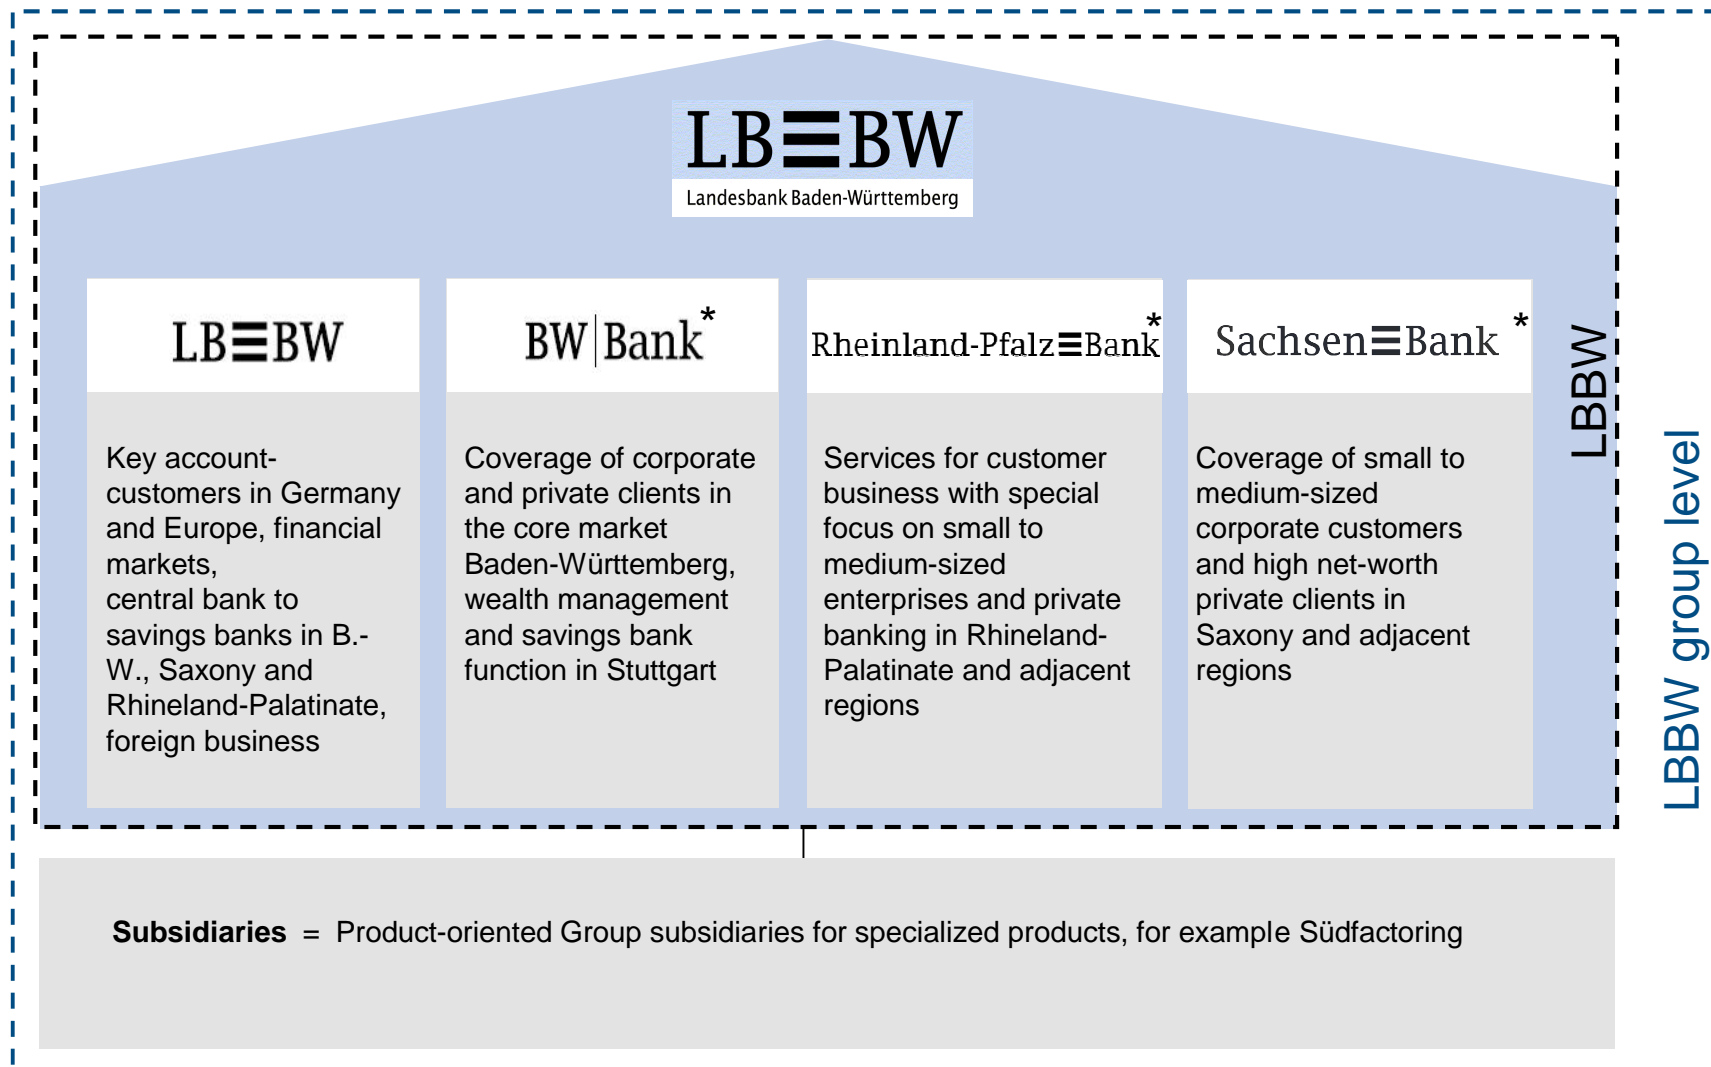 LB≡BW
Landesbank Baden-Württemberg
LB≡BW
Key account-
customers in Germany
and Europe, financial
markets,
central bank to
savings banks in B.-
W., Saxony and
Rhineland-Palatinate,
foreign business
BW|Bank*
Coverage of corporate
and private clients in
the core market
Baden-Württemberg,
wealth management
and savings bank
function in Stuttgart
Rheinland-Pfalz≡Bank*
Services for customer
business with special
focus on small to
medium-sized
enterprises and private
banking in Rhineland-
Palatinate and adjacent
regions
Sachsen≡Bank *
Coverage of small to
medium-sized
corporate customers
and high net-worth
private clients in
Saxony and adjacent
regions
LBBW
LBBW group level
Subsidiaries = Product-oriented Group subsidiaries for specialized products, for example Südfactoring